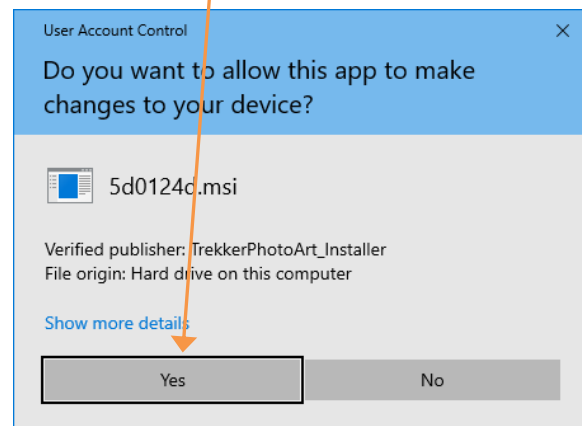 User Account Control
Do you want to allow this app to make
changes to your device?
5d0124d.msi
Verified publisher: TrekkerPhotoArt_Installer
File origin: Hard drive on this computer
Show more details
Yes
No